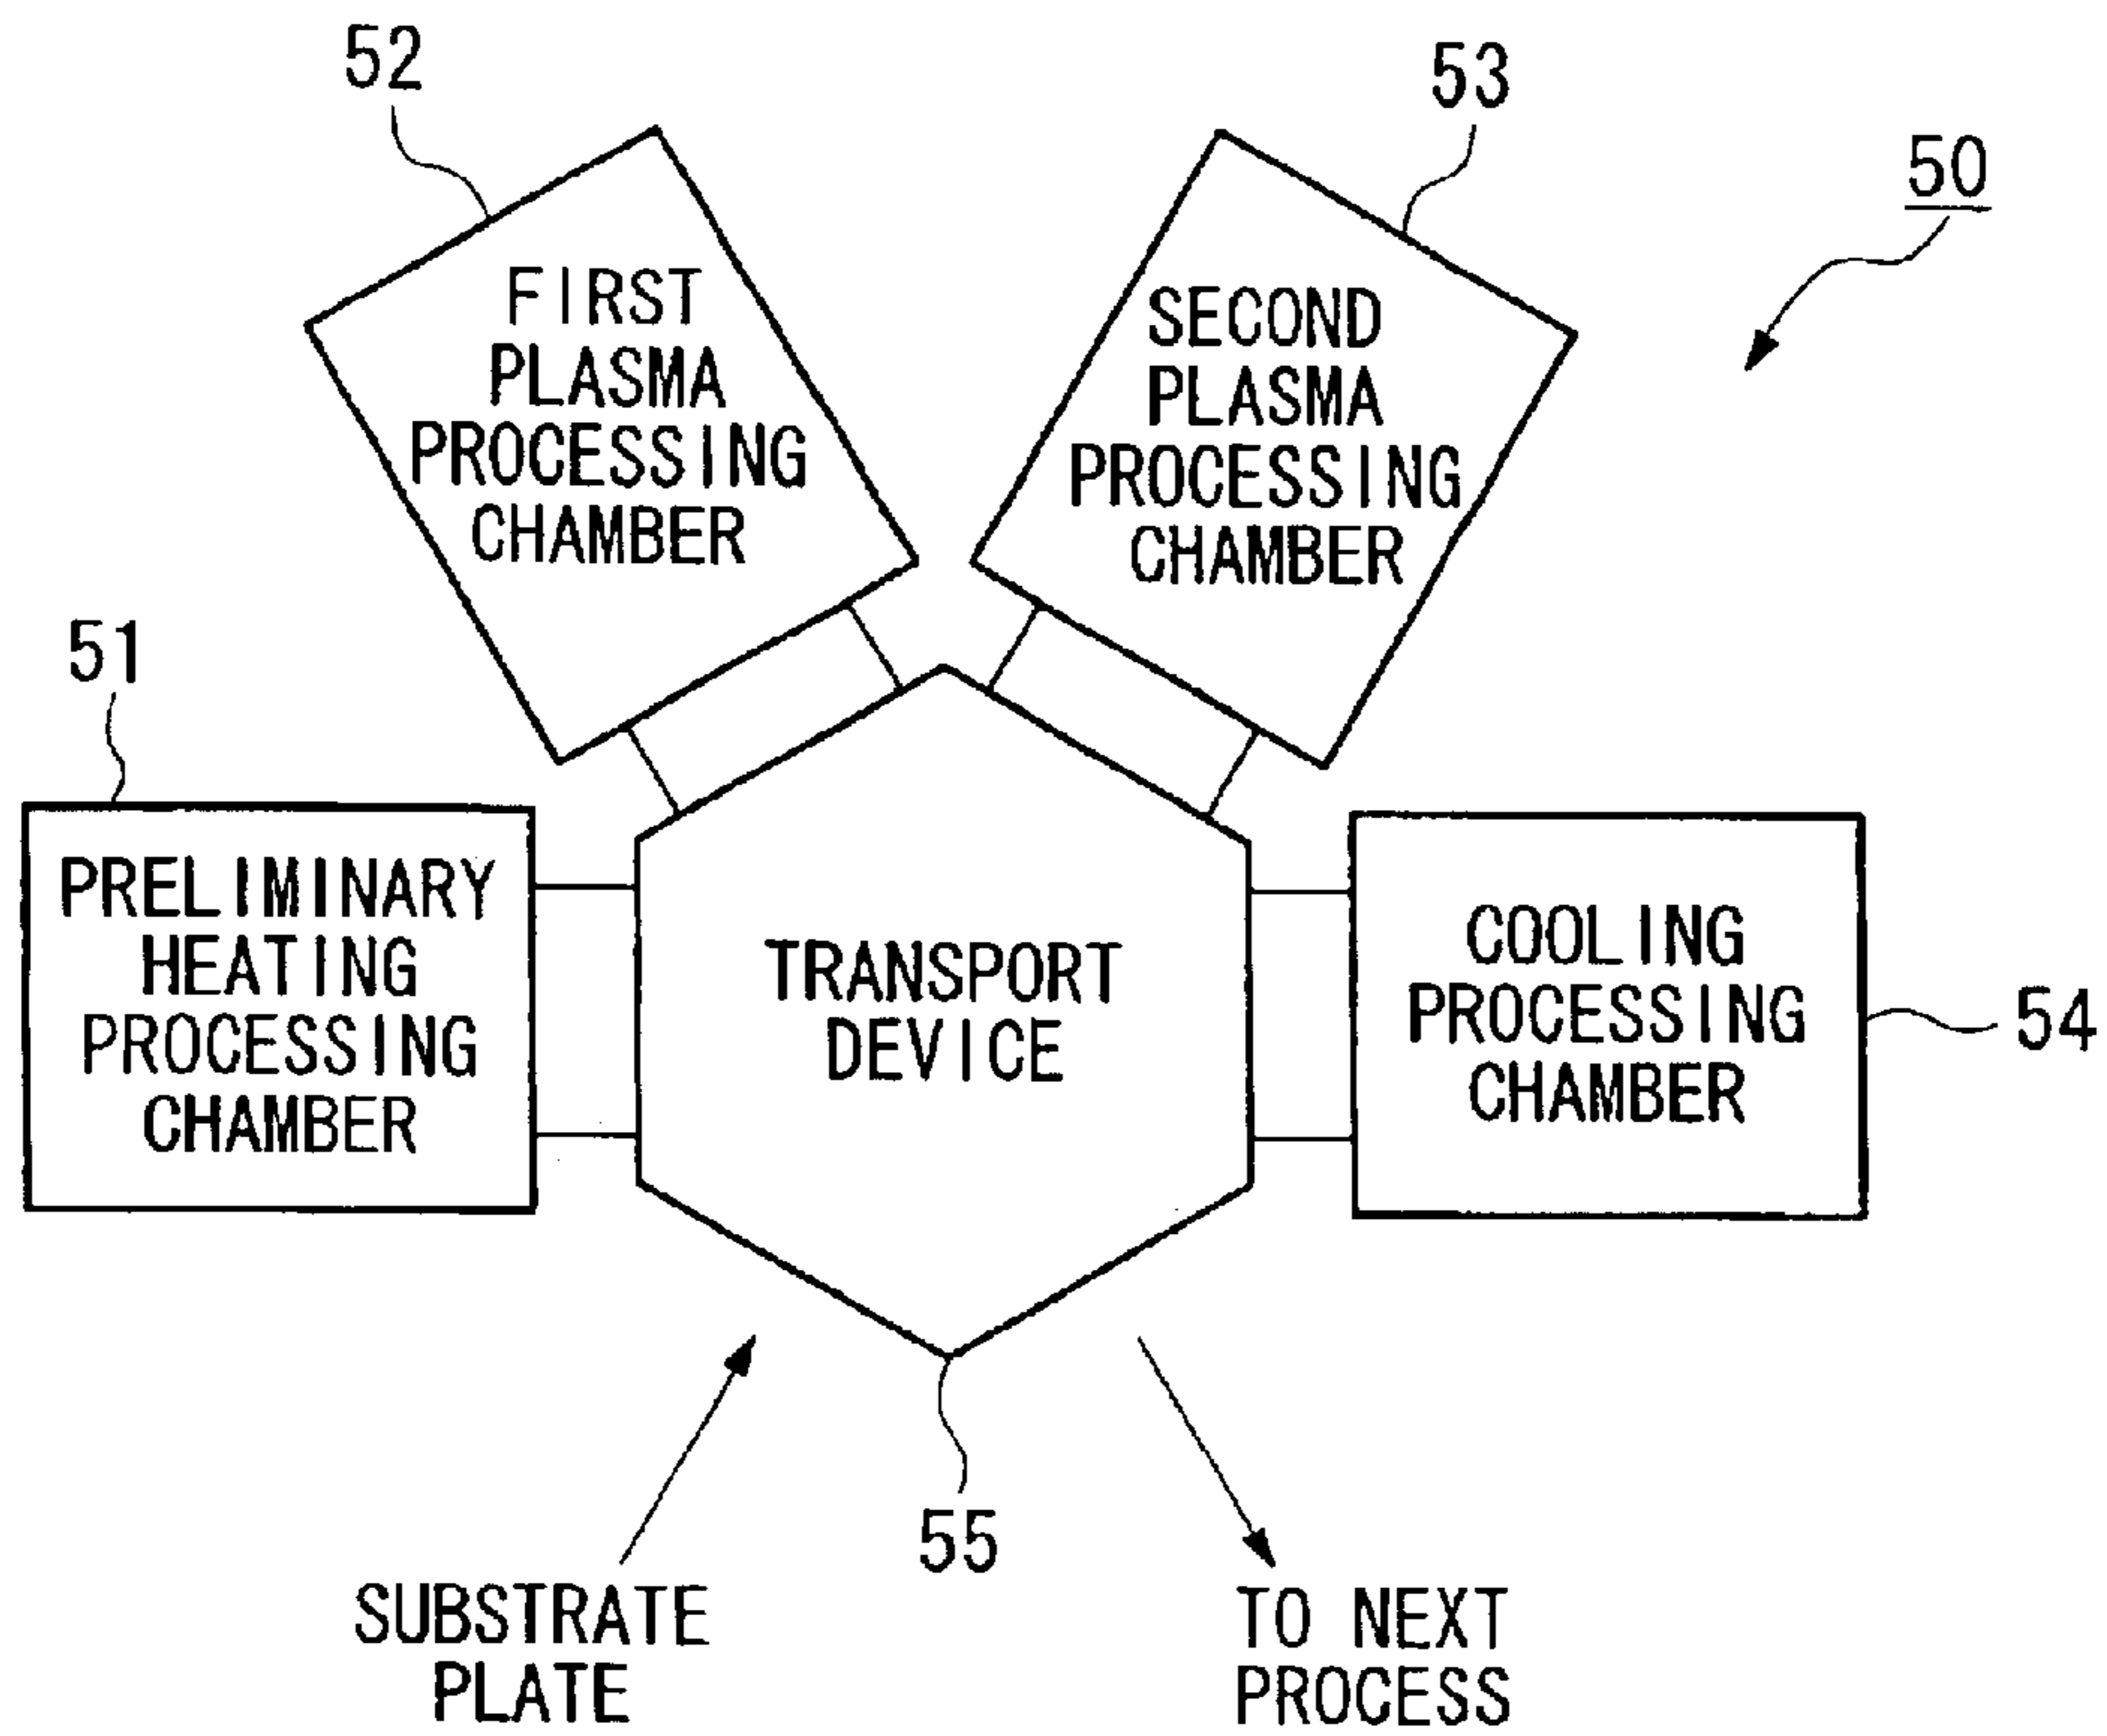 52
53
50
FIRST
PLASMA
PROCESSING
CHAMBER
SECOND
PLASMA
PROCESSING
CHAMBER
51
PRELIMINARY
HEATING
PROCESSING
CHAMBER
TRANSPORT
DEVICE
COOLING
PROCESSING
CHAMBER
54
55
SUBSTRATE
PLATE
TO NEXT
PROCESS